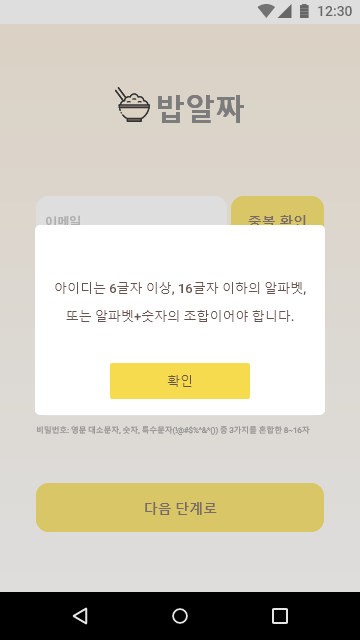 12:30
밥알짜
이메일
중복 확인
아이디는 6글자 이상, 16글자 이하의 알파벳,
또는 알파벳+숫자의 조합이어야 합니다.
확인
비밀번호: 영문 대소문자, 숫자, 특수문자(!@#$%^&^()) 중 3가지를 혼합한 8~16자
다음 단계로